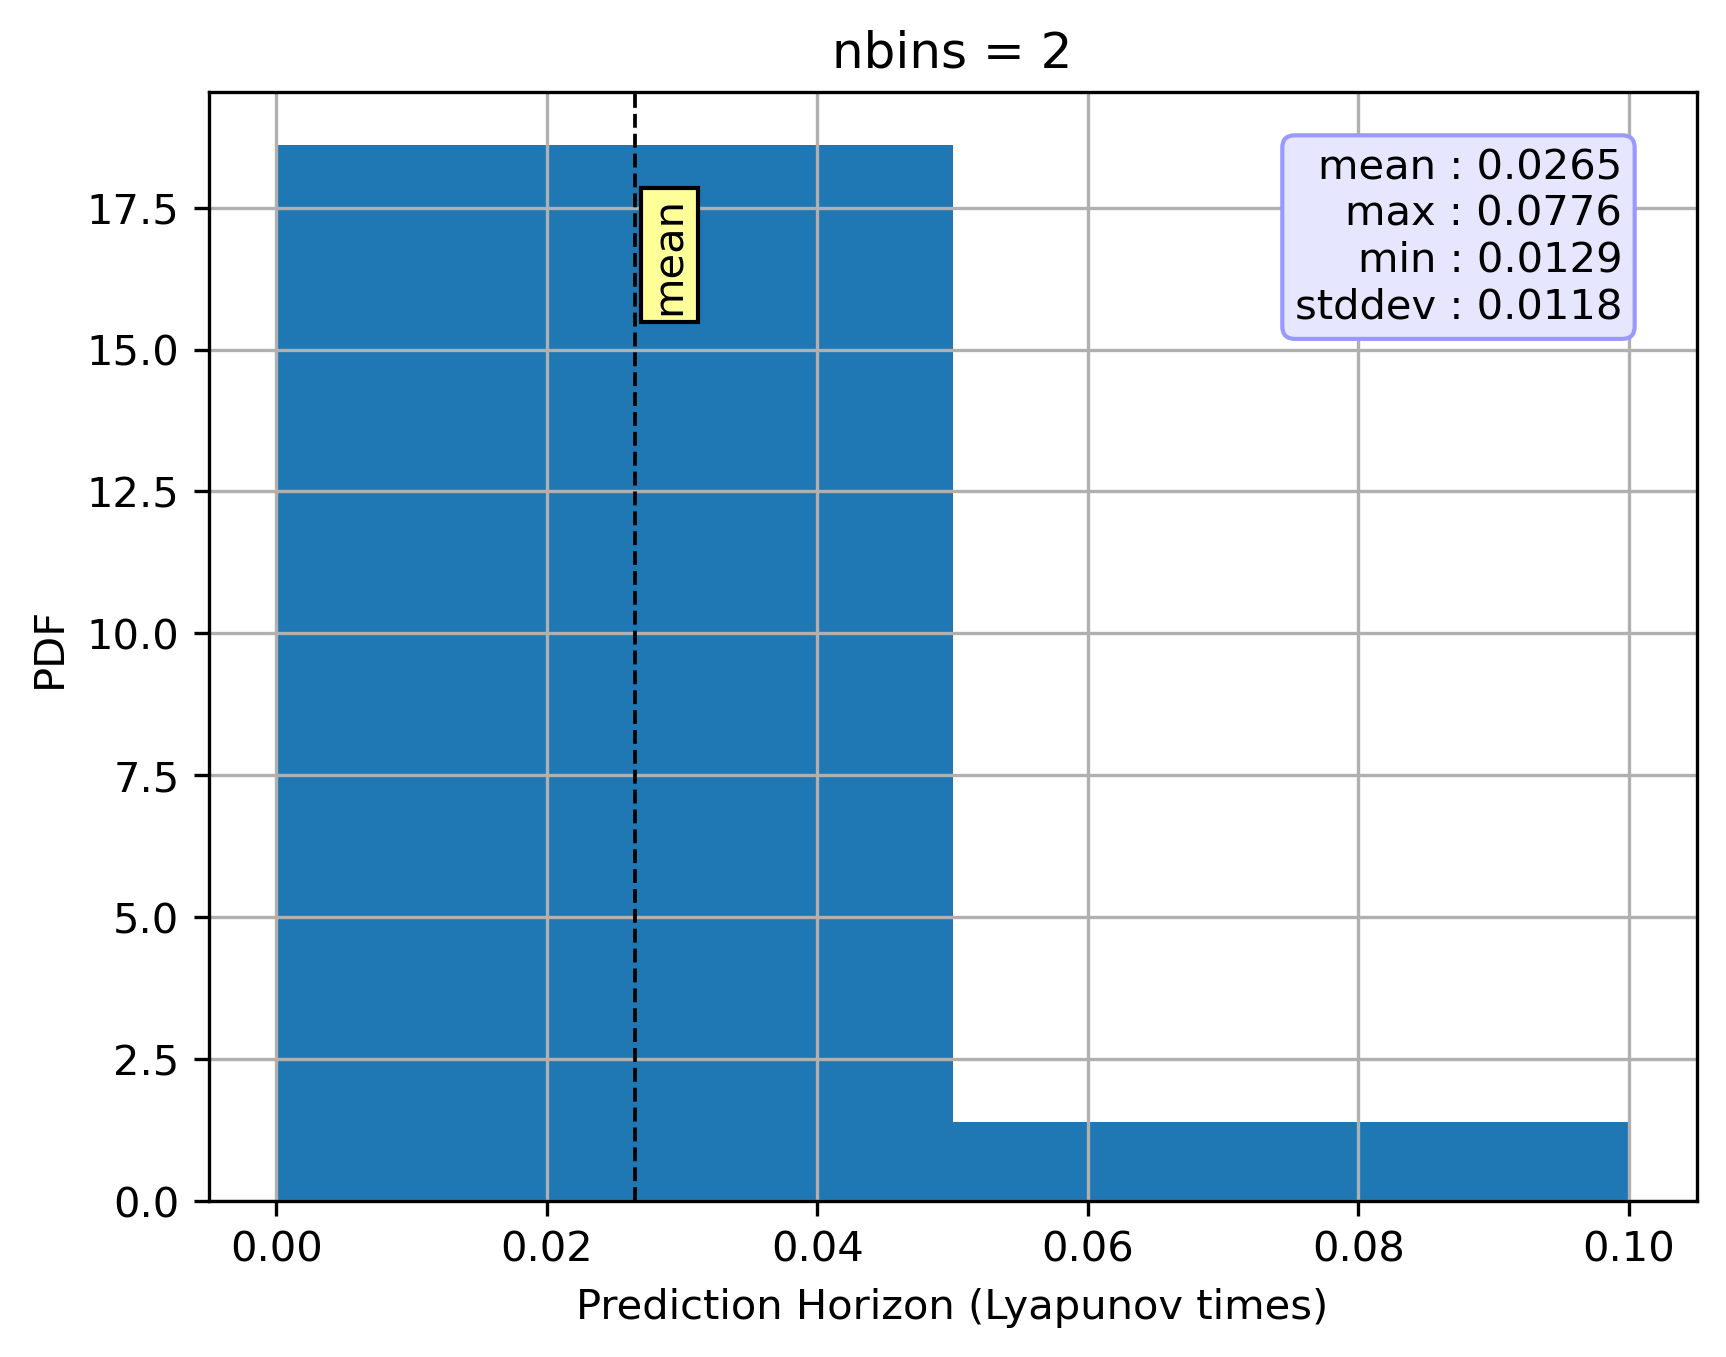 nbins = 2
mean : 0.0265
max : 0.0776
min : 0.0129
stddev : 0.0118
mean
PDF
17.5
15.0
12.5
10.0
7.5
5.0
2.5
0.0
0.00 0.02 0.04 0.06 0.08 0.10
Prediction Horizon (Lyapunov times)